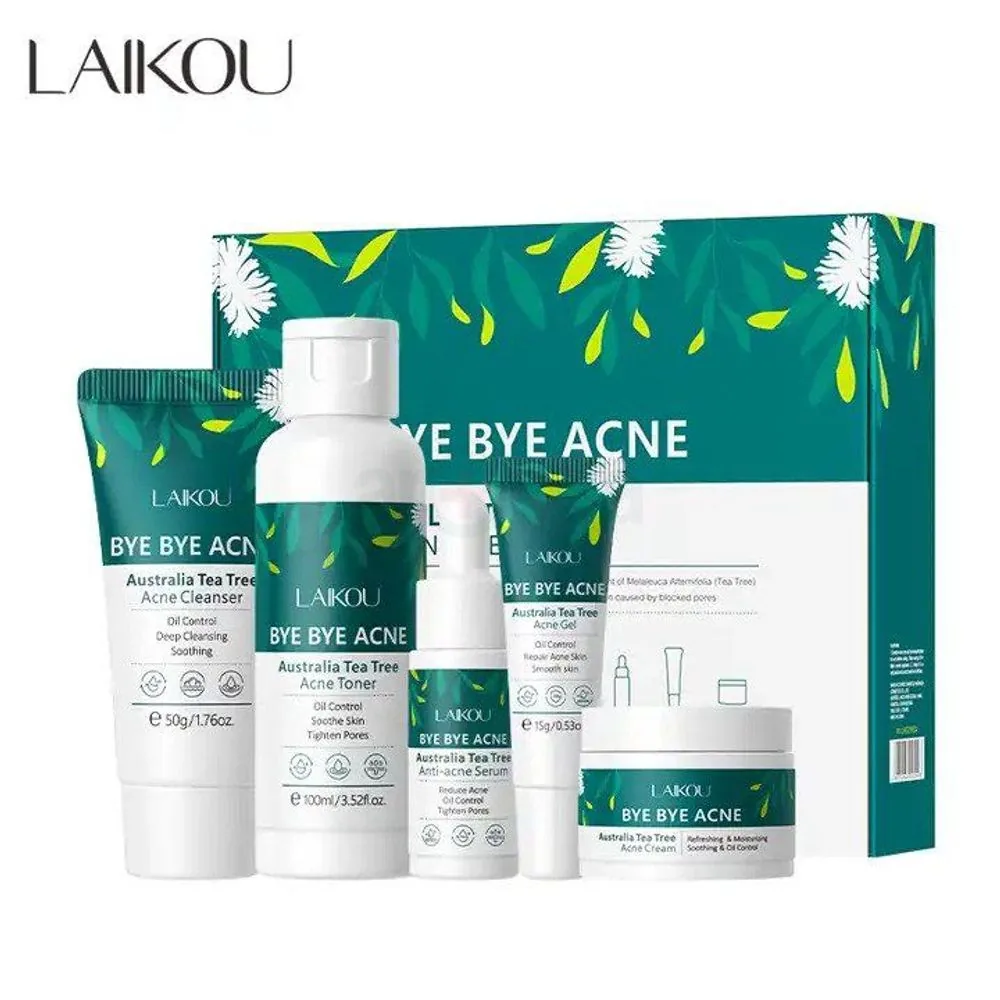 LAIKOU
BYE BYE ACNE
of Melaleuca Alternifolia (Tea Tree)
caused by blocked pores
LAIKOU
BYE BYE
Australia Tea Tree
Acne Cleanser
Oil Control
Deep Cleansing
Soothing
e 50g/1.76oz.
LAIKOU
BYE BYE ACNE
Australia Tea Tree
Acne Toner
Oil Control
Soothe Skin
Tighten Pores
e 100ml/3.52fl.oz.
LAIKOU
BYE BYE ACNE
Australia Tea Tree
Anti-acne Serum
Reduce Acne
Oil Control
Tighten Pores
LAIKOU
BYE BYE ACNE
Australia Tea Tree
Acne Gel
Oil Control
Repair Acne Skin
Smooth skin
e 15g/0.53o
LAIKOU
BYE BYE ACNE
Australia Tea Tree
Acne Cream
Refreshing & Moisturizing
Soothing & Oil Control